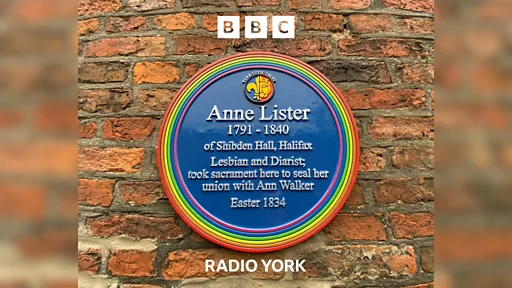 BBC
Anne Lister
1791 - 1840
of Shibden Hall, Halifax
Lesbian and Diarist;
took sacrament here to seal her
union with Ann Walker
Easter 1834
RADIO YORK